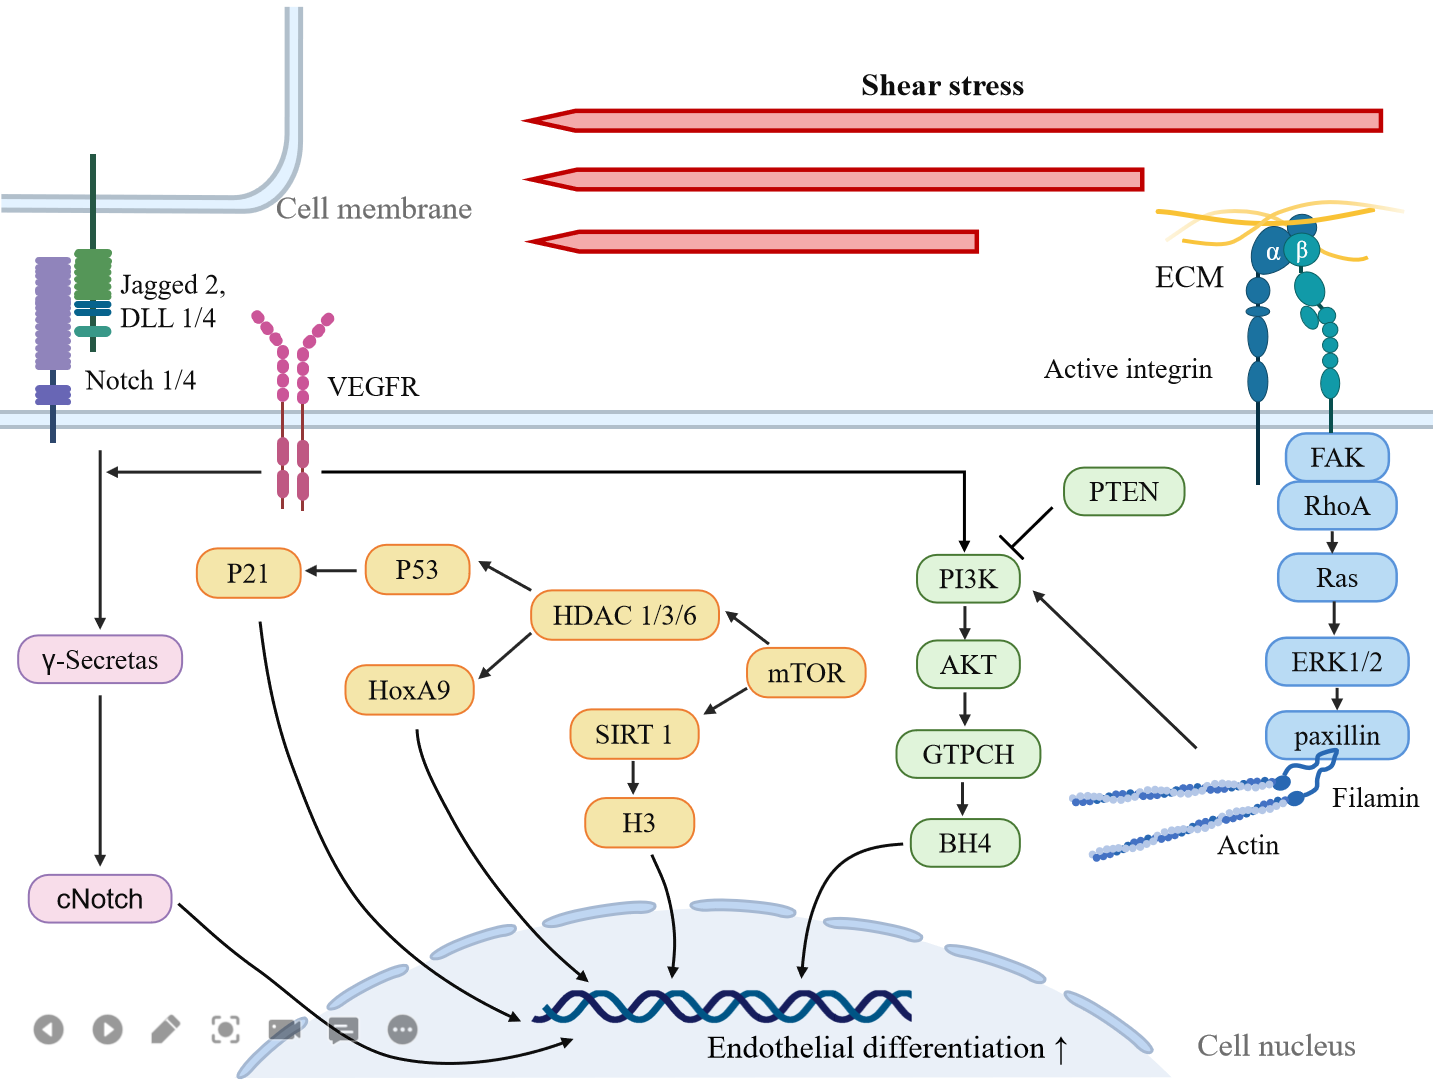 Shear stress
Cell membrane
α β
ECM
Jagged 2,
DLL 1/4
Notch 1/4
VEGFR
Active integrin
FAK
PTEN
RhoA
P21
P53
PI3K
Ras
HDAC 1/3/6
γ-Secretas
HoxA9
mTOR
AKT
ERK1/2
SIRT 1
GTPCH
paxillin
Filamin
H3
BH4
Actin
cNotch
Endothelial differentiation ↑
Cell nucleus